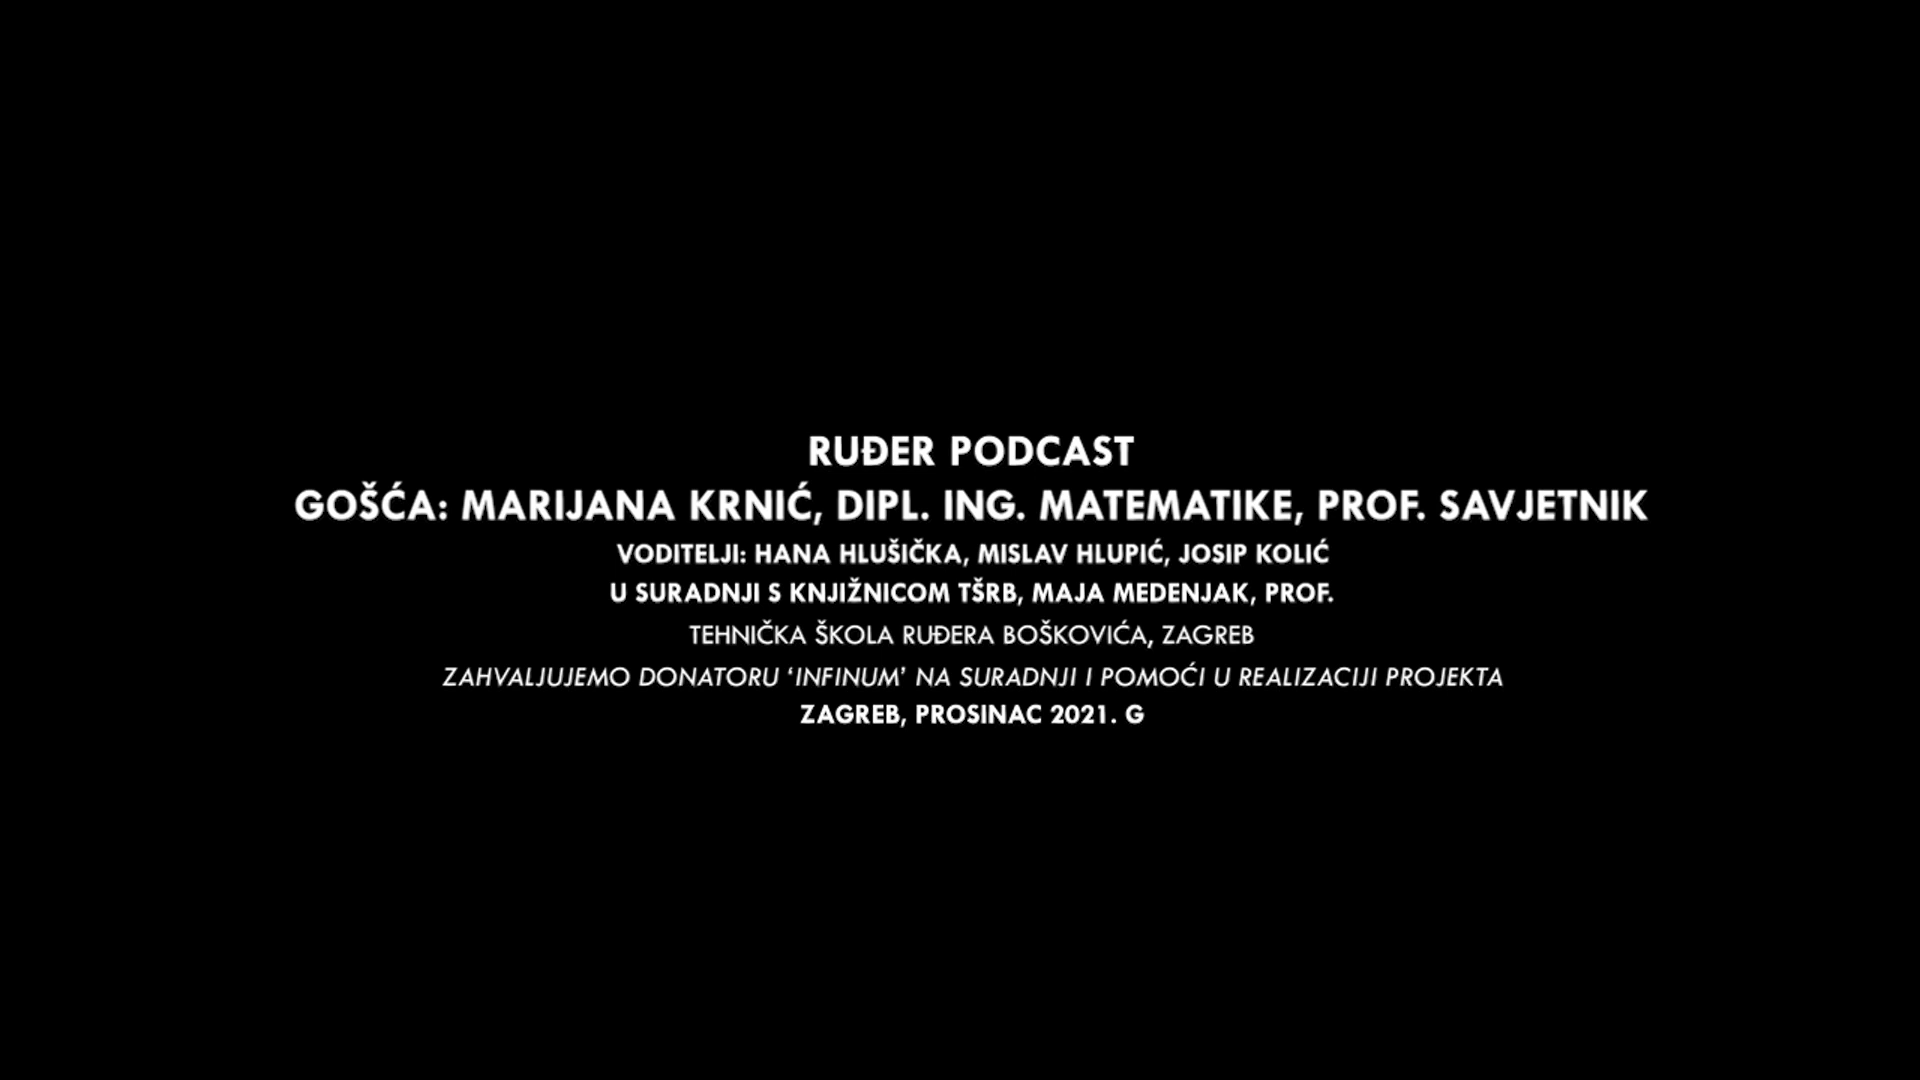 RUĐER PODCAST
GOŠĆA: MARIJANA KRNIĆ, DIPL. ING. MATEMATIKE, PROF. SAVJETNIK
VODITELJI: HANA HLUŠIČKA, MISLAV HLUPIĆ, JOSIP KOLIĆ
U SURADNJI S KNJIŽNICOM TŠRB, MAJA MEDENJAK, PROF.
TEHNIČKA ŠKOLA RUĐERA BOŠKOVIĆA, ZAGREB
ZAHVALJUJEMO DONATORU ‘INFINUM’ NA SURADNJI I POMOĆI U REALIZACIJI PROJEKTA
ZAGREB, PROSINAC 2021. G